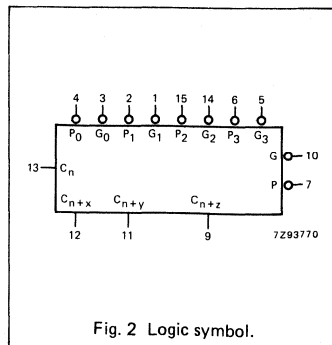 4 3 2 1 15 14 6 5
P0 G0 P1 G1 P2 G2 P3 G3
G 10
13 Cn
P 7
Cn+x Cn+y Cn+z
12 11 9 7Z93770
Fig. 2 Logic symbol.